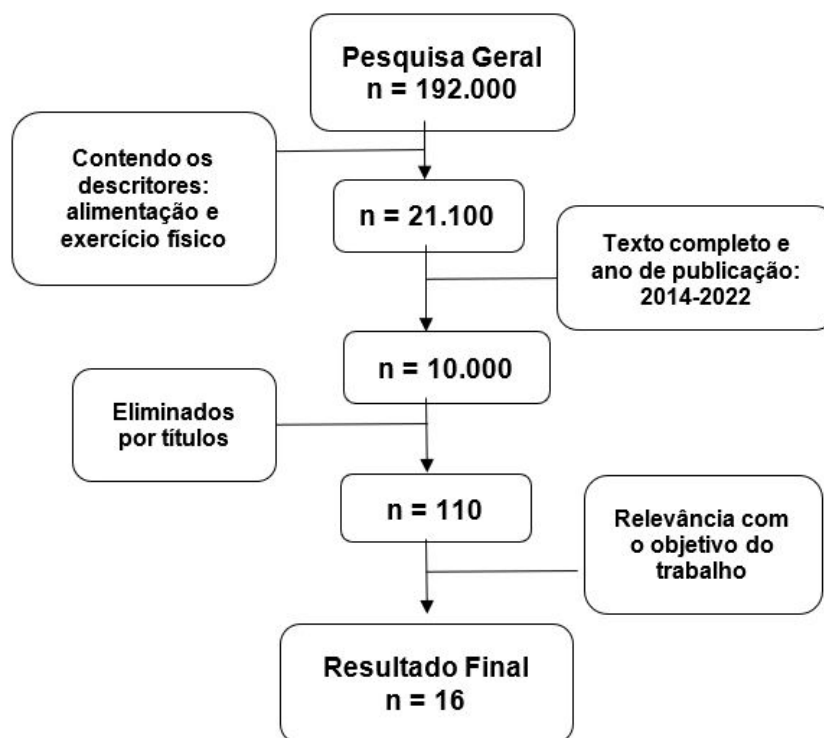 Pesquisa Geral
n = 192.000
Contendo os
descritores:
alimentação e
exercício físico
n = 21.100
Texto completo e
ano de publicação:
2014-2022
n = 10.000
Eliminados
por títulos
n = 110
Relevância com
o objetivo do
trabalho
Resultado Final
n = 16